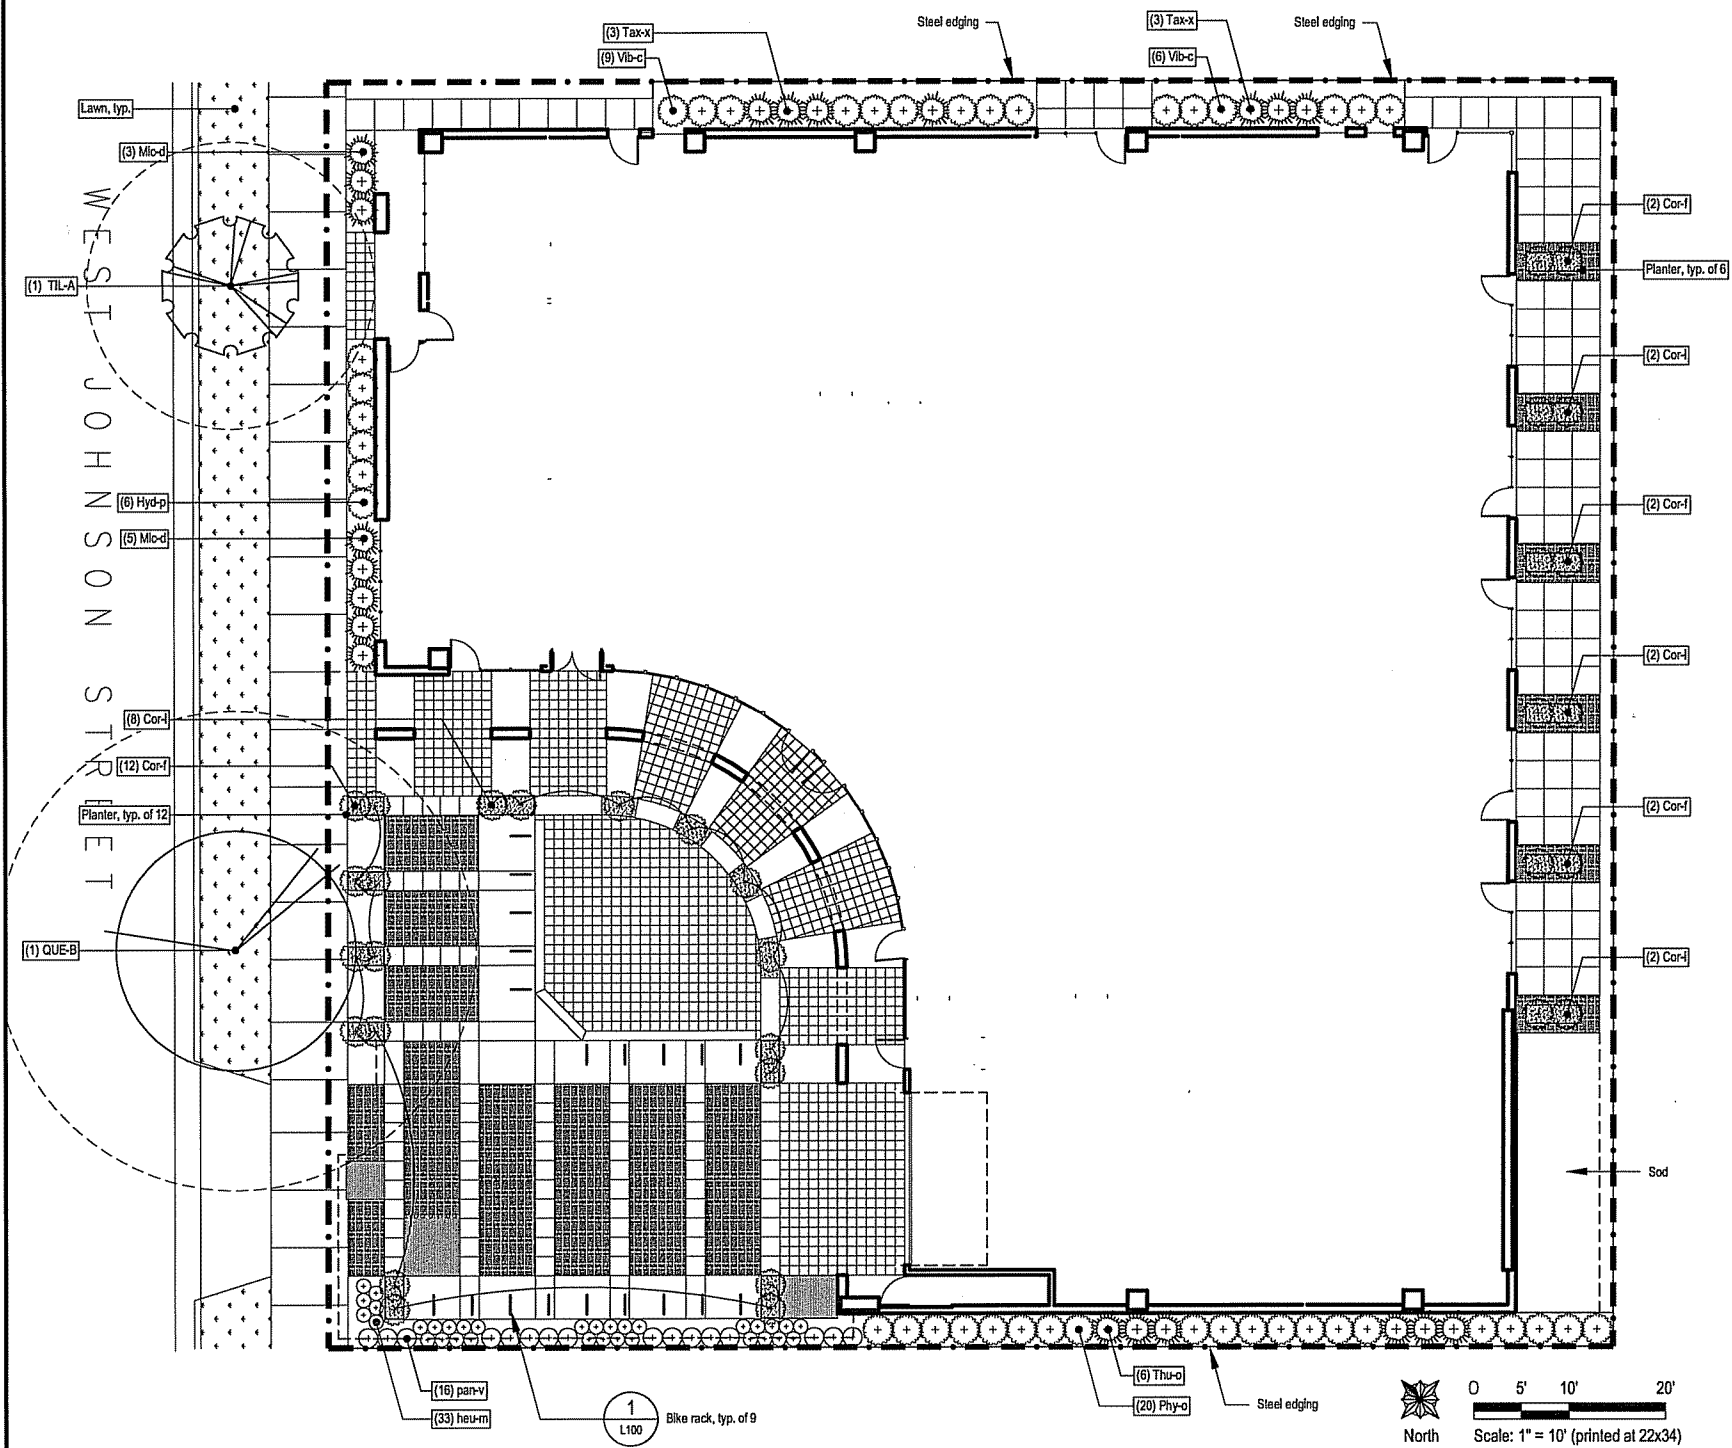 Steel edging
Steel edging
(3) Tax-x
(9) Vib-c
(3) Tax-x
(6) Vib-c
Lawn, typ.
(3) Mic-d
(1) TIL-A
(6) Hyd-p
(5) Mic-d
(8) Cor-l
(12) Cor-f
Planter, typ. of 12
(1) QUE-B
WEST JOHNSON STREET
(2) Cor-f
Planter, typ. of 6
(2) Cor-l
(2) Cor-f
(2) Cor-l
(2) Cor-f
(2) Cor-l
Sod
(16) pan-v
(33) heu-m
1
L100
Bike rack, typ. of 9
(6) Thu-o
(20) Phy-o
Steel edging
North
0 5' 10' 20'
Scale: 1" = 10' (printed at 22x34)